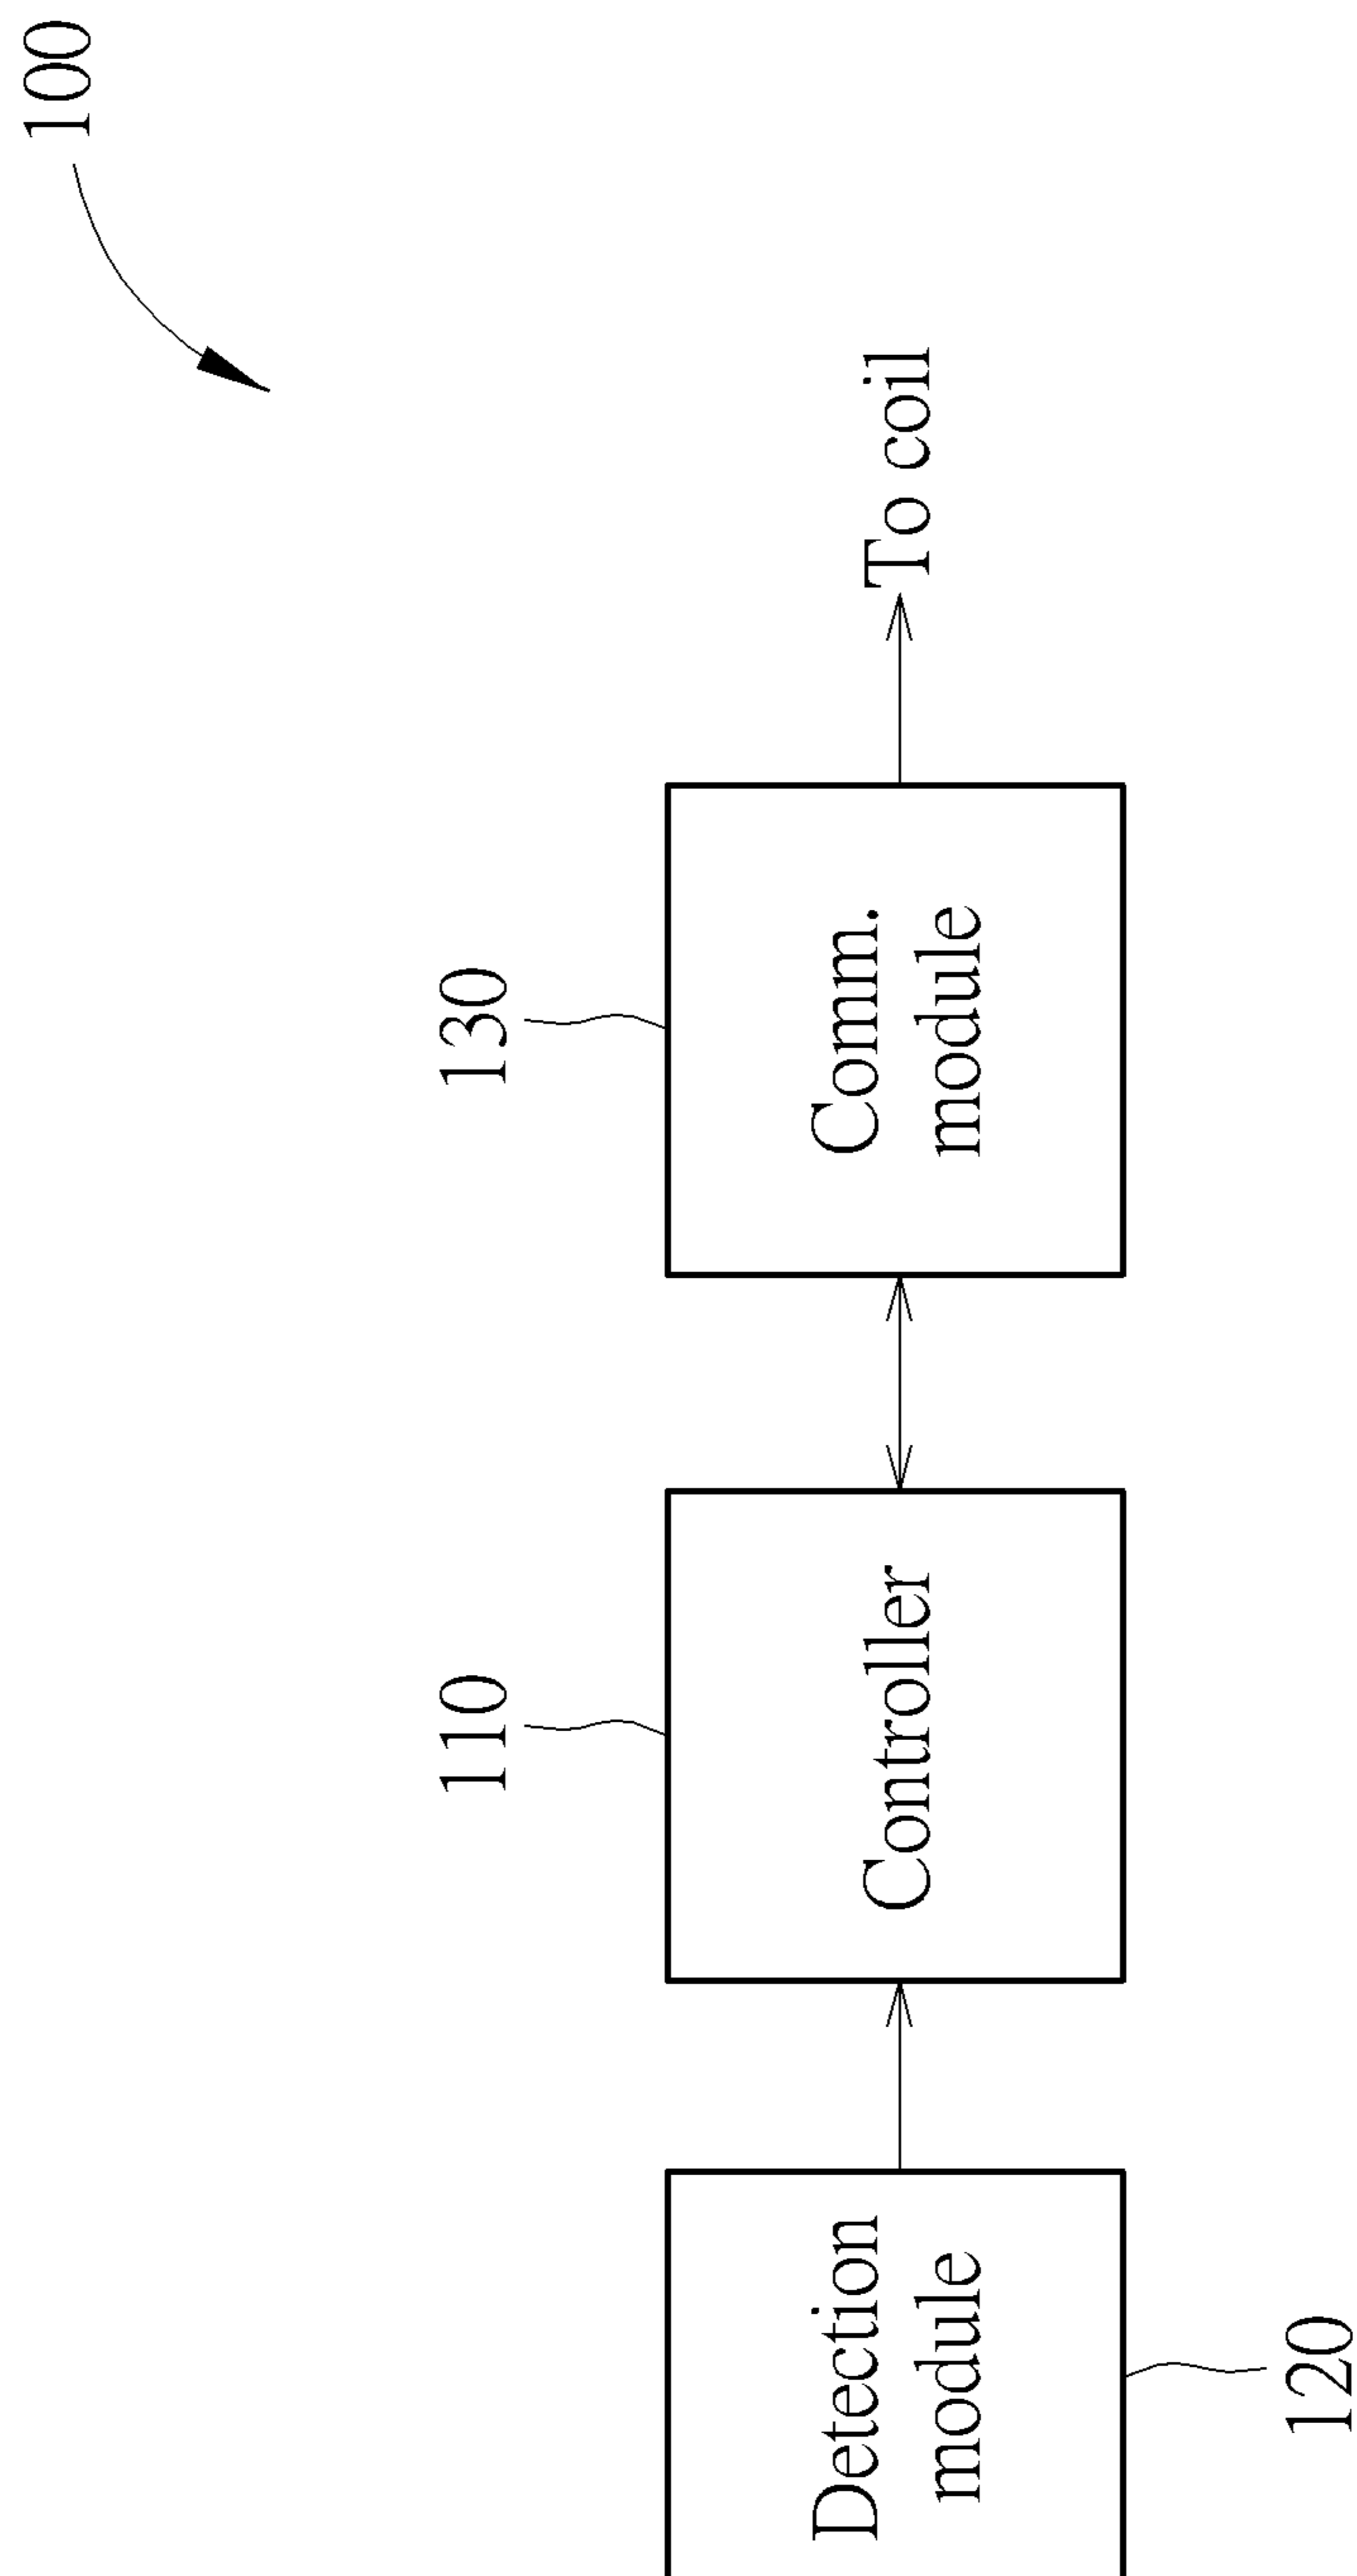 100
130
110
To coil
Detection
module
Controller
Comm.
module
120